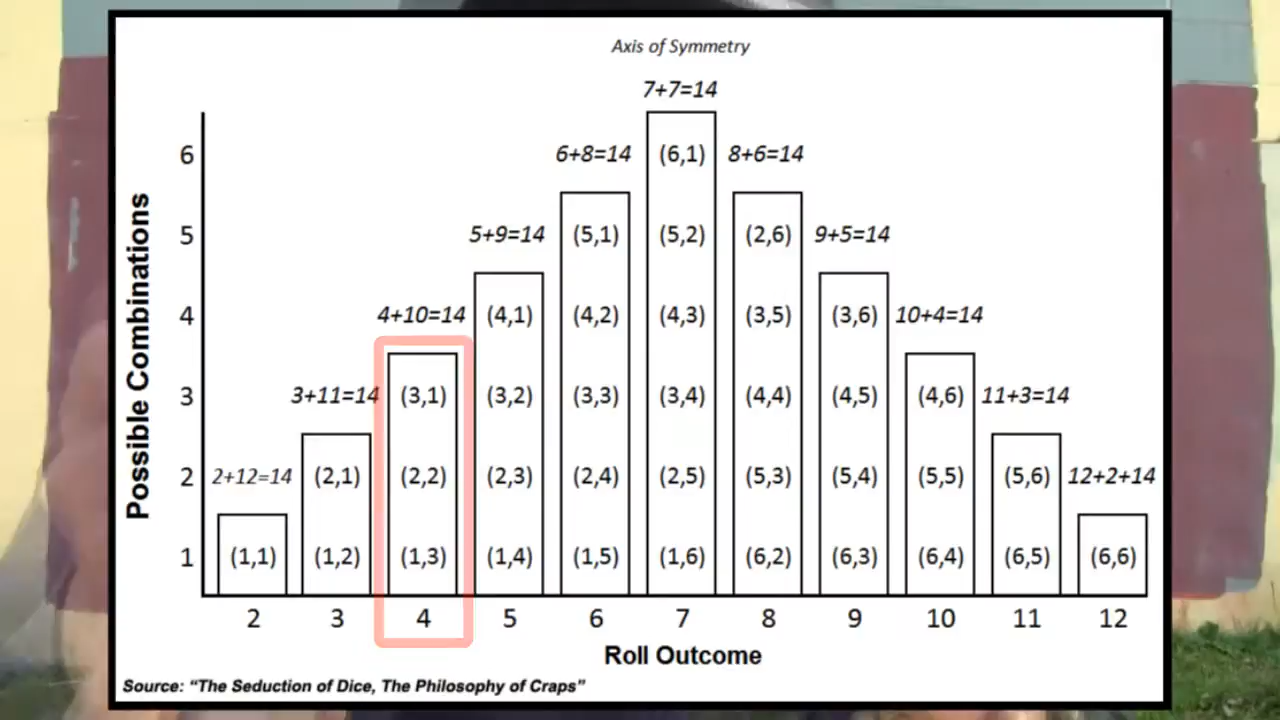 Axis of Symmetry
7+7=14
6 6+8=14 (6,1) 8+6=14
5 5+9=14 (5,1) (5,2) (2,6) 9+5=14
4 4+10=14 (4,1) (4,2) (4,3) (3,5) (3,6) 10+4=14
3 3+11=14 (3,1) (3,2) (3,3) (3,4) (4,4) (4,5) (4,6) 11+3=14
2 2+12=14 (2,1) (2,2) (2,3) (2,4) (2,5) (5,3) (5,4) (5,5) (5,6) 12+2+14
1 (1,1) (1,2) (1,3) (1,4) (1,5) (1,6) (6,2) (6,3) (6,4) (6,5) (6,6)
2 3 4 5 6 7 8 9 10 11 12
Possible Combinations
Roll Outcome
Source: “The Seduction of Dice, The Philosophy of Craps”